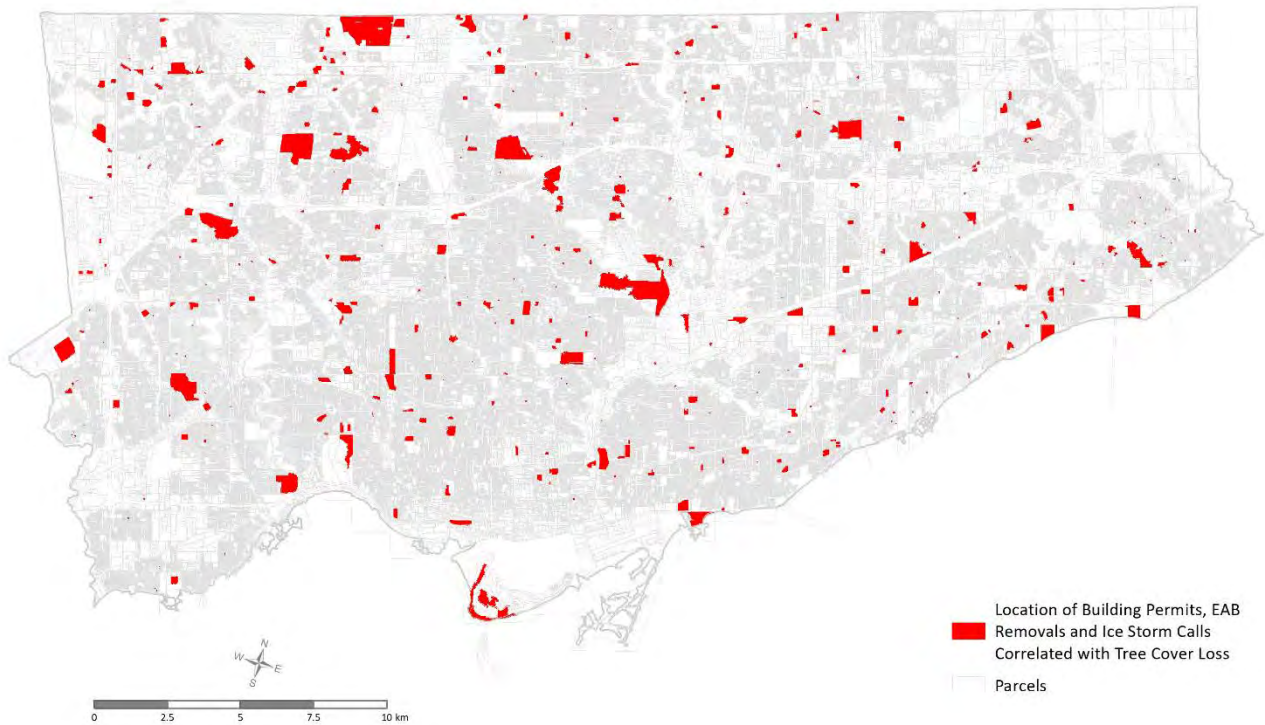 Location of Building Permits, EAB
Removals and Ice Storm Calls
Correlated with Tree Cover Loss
Parcels
N
W
E
S
0 2.5 5 7.5 10 km